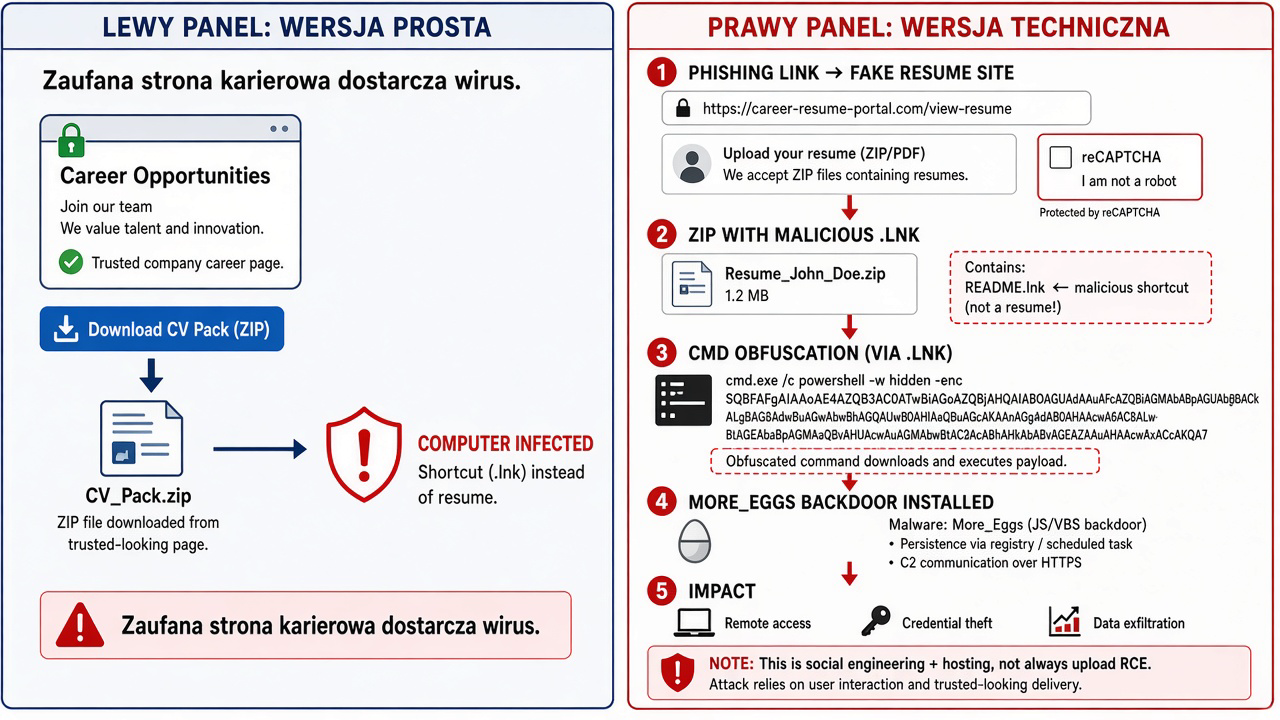 LEWY PANEL: WERSJA PROSTA
Zaufana strona karierowa dostarcza wirus.
Career Opportunities
Join our team
We value talent and innovation.
Trusted company career page.
Download CV Pack (ZIP)
CV_Pack.zip
ZIP file downloaded from
trusted-looking page.
COMPUTER INFECTED
Shortcut (.lnk) instead
of resume.
Zaufana strona karierowa dostarcza wirus.
PRAWY PANEL: WERSJA TECHNICZNA
1 PHISHING LINK → FAKE RESUME SITE
https://career-resume-portal.com/view-resume
Upload your resume (ZIP/PDF)
We accept ZIP files containing resumes.
reCAPTCHA
I am not a robot
Protected by reCAPTCHA
2 ZIP WITH MALICIOUS .LNK
Resume_John_Doe.zip
1.2 MB
Contains:
README.lnk ← malicious shortcut
(not a resume!)
3 CMD OBFUSCATION (VIA .LNK)
cmd.exe /c powershell -w hidden -enc
Obfuscated command downloads and executes payload.
4 MORE_EGGS BACKDOOR INSTALLED
Malware: More_Eggs (JS/VBS backdoor)
• Persistence via registry / scheduled task
• C2 communication over HTTPS
5 IMPACT
Remote access
Credential theft
Data exfiltration
NOTE: This is social engineering + hosting, not always upload RCE.
Attack relies on user interaction and trusted-looking delivery.